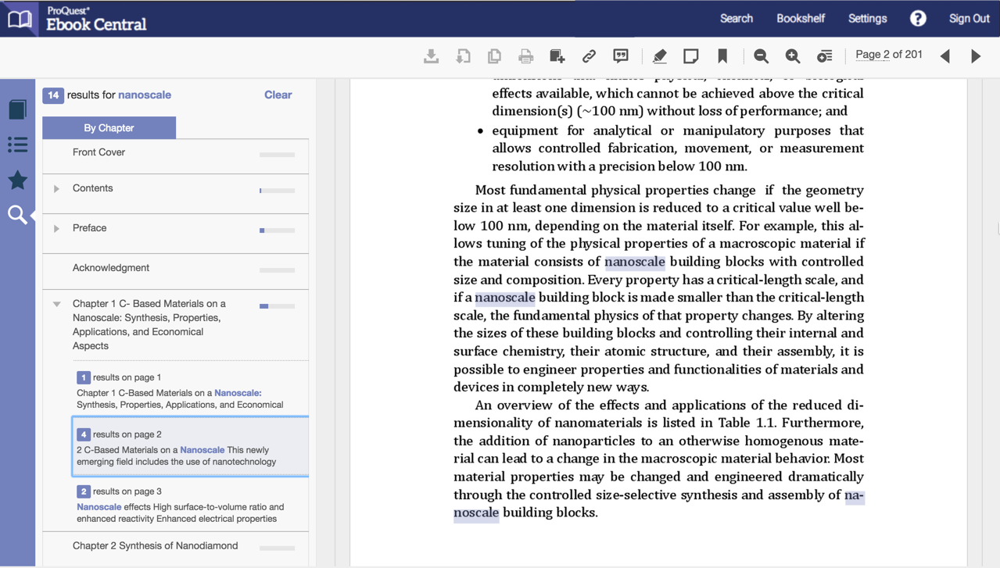 ProQuest*
Ebook Central
Search Bookshelf Settings ? Sign Out
Page 2 of 201
14 results for nanoscale Clear
By Chapter
Front Cover
Contents
Preface
Acknowledgment
Chapter 1 C- Based Materials on a
Nanoscale: Synthesis, Properties,
Applications, and Economical
Aspects
1 results on page 1
Chapter 1 C-Based Materials on a Nanoscale:
Synthesis, Properties, Applications, and Economical
4 results on page 2
2 C-Based Materials on a Nanoscale This newly
emerging field includes the use of nanotechnology
2 results on page 3
Nanoscale effects High surface-to-volume ratio and
enhanced reactivity Enhanced electrical properties
Chapter 2 Synthesis of Nanodiamond
effects available, which cannot be achieved above the critical
dimension(s) (~100 nm) without loss of performance; and
• equipment for analytical or manipulatory purposes that
allows controlled fabrication, movement, or measurement
resolution with a precision below 100 nm.
Most fundamental physical properties change if the geometry
size in at least one dimension is reduced to a critical value well be-
low 100 nm, depending on the material itself. For example, this al-
lows tuning of the physical properties of a macroscopic material if
the material consists of nanoscale building blocks with controlled
size and composition. Every property has a critical-length scale, and
if a nanoscale building block is made smaller than the critical-length
scale, the fundamental physics of that property changes. By altering
the sizes of these building blocks and controlling their internal and
surface chemistry, their atomic structure, and their assembly, it is
possible to engineer properties and functionalities of materials and
devices in completely new ways.
An overview of the effects and applications of the reduced di-
mensionality of nanomaterials is listed in Table 1.1. Furthermore,
the addition of nanoparticles to an otherwise homogenous mate-
rial can lead to a change in the macroscopic material behavior. Most
material properties may be changed and engineered dramatically
through the controlled size-selective synthesis and assembly of na-
noscale building blocks.